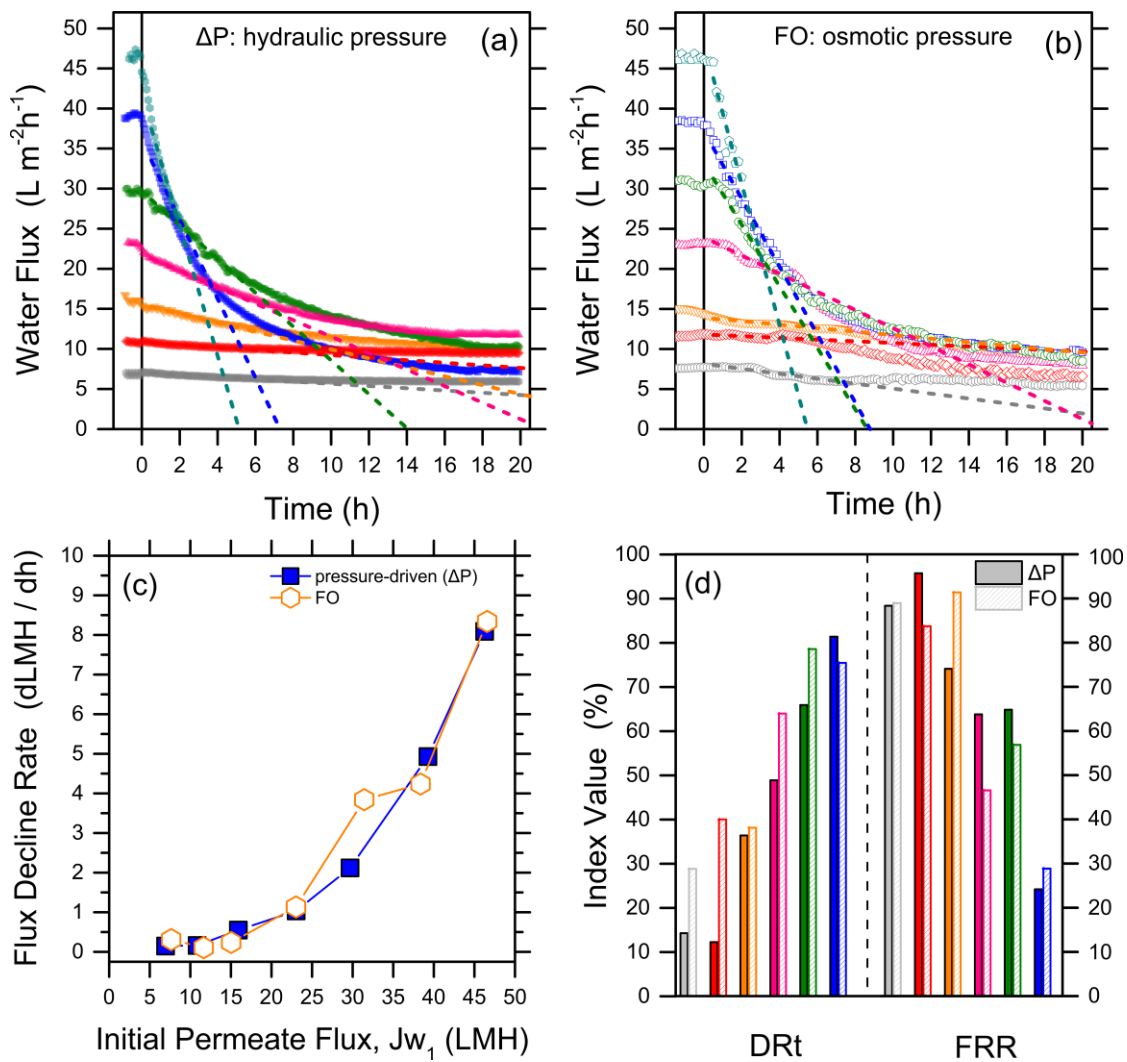 ΔP: hydraulic pressure
(a)
50
45
40
35
30
25
20
15
10
5
0
Water Flux (L m⁻²h⁻¹)
0 2 4 6 8 10 12 14 16 18 20
Time (h)
FO: osmotic pressure
(b)
50
45
40
35
30
25
20
15
10
5
0
Water Flux (L m⁻²h⁻¹)
0 2 4 6 8 10 12 14 16 18 20
Time (h)
(c)
pressure-driven (ΔP)
FO
10
9
8
7
6
5
4
3
2
1
0
Flux Decline Rate (dLMH / dh)
0 5 10 15 20 25 30 35 40 45 50
Initial Permeate Flux, Jw₁ (LMH)
(d)
ΔP
FO
100
90
80
70
60
50
40
30
20
10
0
Index Value (%)
100
90
80
70
60
50
40
30
20
10
0
DRt FRR